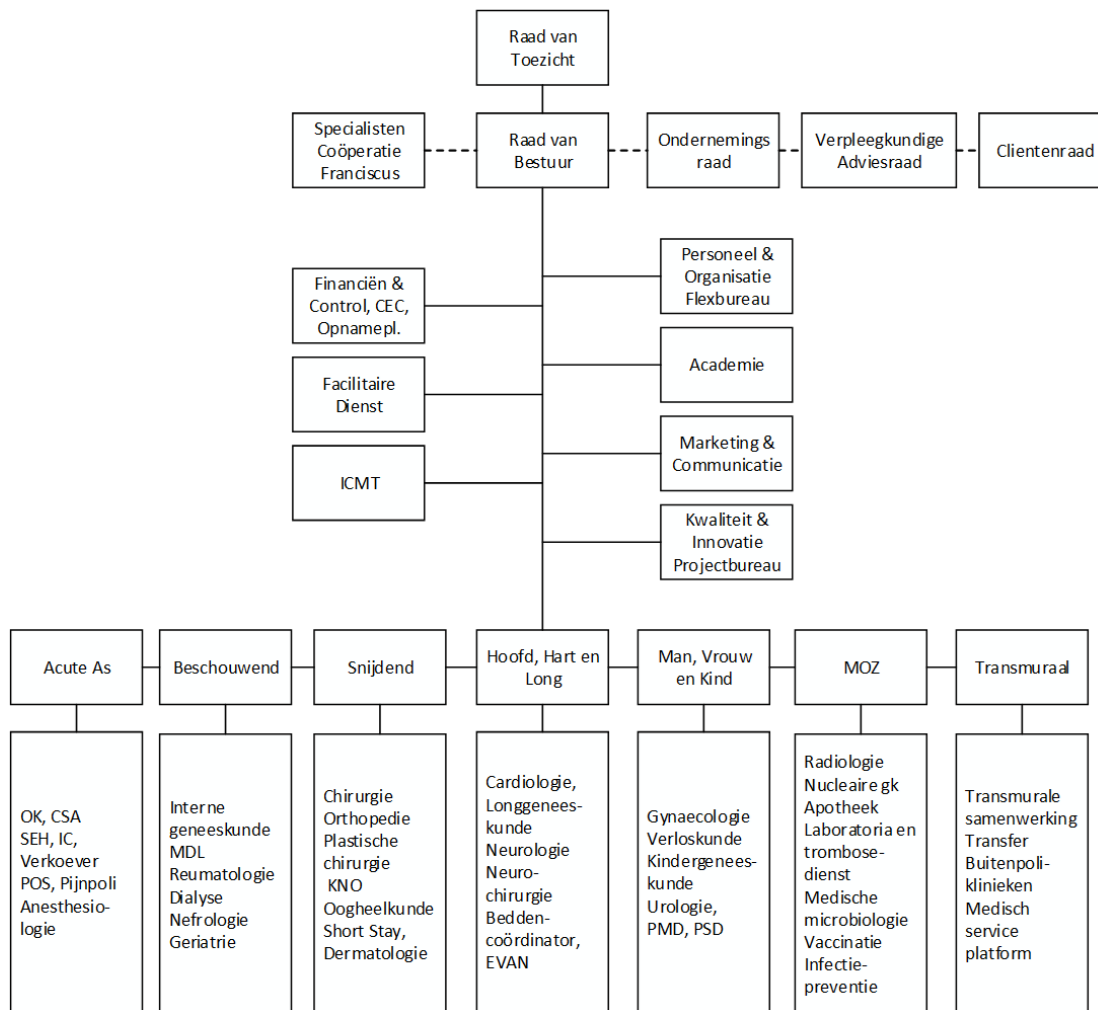 Raad van
Toezicht
Specialisten
Coöperatie
Franciscus
Raad van
Bestuur
Ondernemings
raad
Verpleegkundige
Adviesraad
Clientenraad
Personeel &
Organisatie
Flexbureau
Financiën &
Control, CEC,
Opnamepl.
Academie
Facilitaire
Dienst
Marketing &
Communicatie
ICMT
Kwaliteit &
Innovatie
Projectbureau
Acute As
Beschouwend
Snijdend
Hoofd, Hart en
Long
Man, Vrouw
en Kind
MOZ
Transmuraal
OK, CSA
SEH, IC,
Verkoever
POS, Pijnpoli
Anesthesio-
logie
Interne
geneeskunde
MDL
Reumatologie
Dialyse
Nefrologie
Geriatrie
Chirurgie
Orthopedie
Plastische
chirurgie
KNO
Oogheelkunde
Short Stay,
Dermatologie
Cardiologie,
Longgenees-
kunde
Neurologie
Neuro-
chirurgie
Bedden-
coördinator,
EVAN
Gynaecologie
Verloskunde
Kindergenees-
kunde
Urologie,
PMD, PSD
Radiologie
Nucleaire gk
Apotheek
Laboratoria en
trombose-
dienst
Medische
microbiologie
Vaccinatie
Infectie-
preventie
Transmurale
samenwerking
Transfer
Buitenpoli-
klinieken
Medisch
service
platform